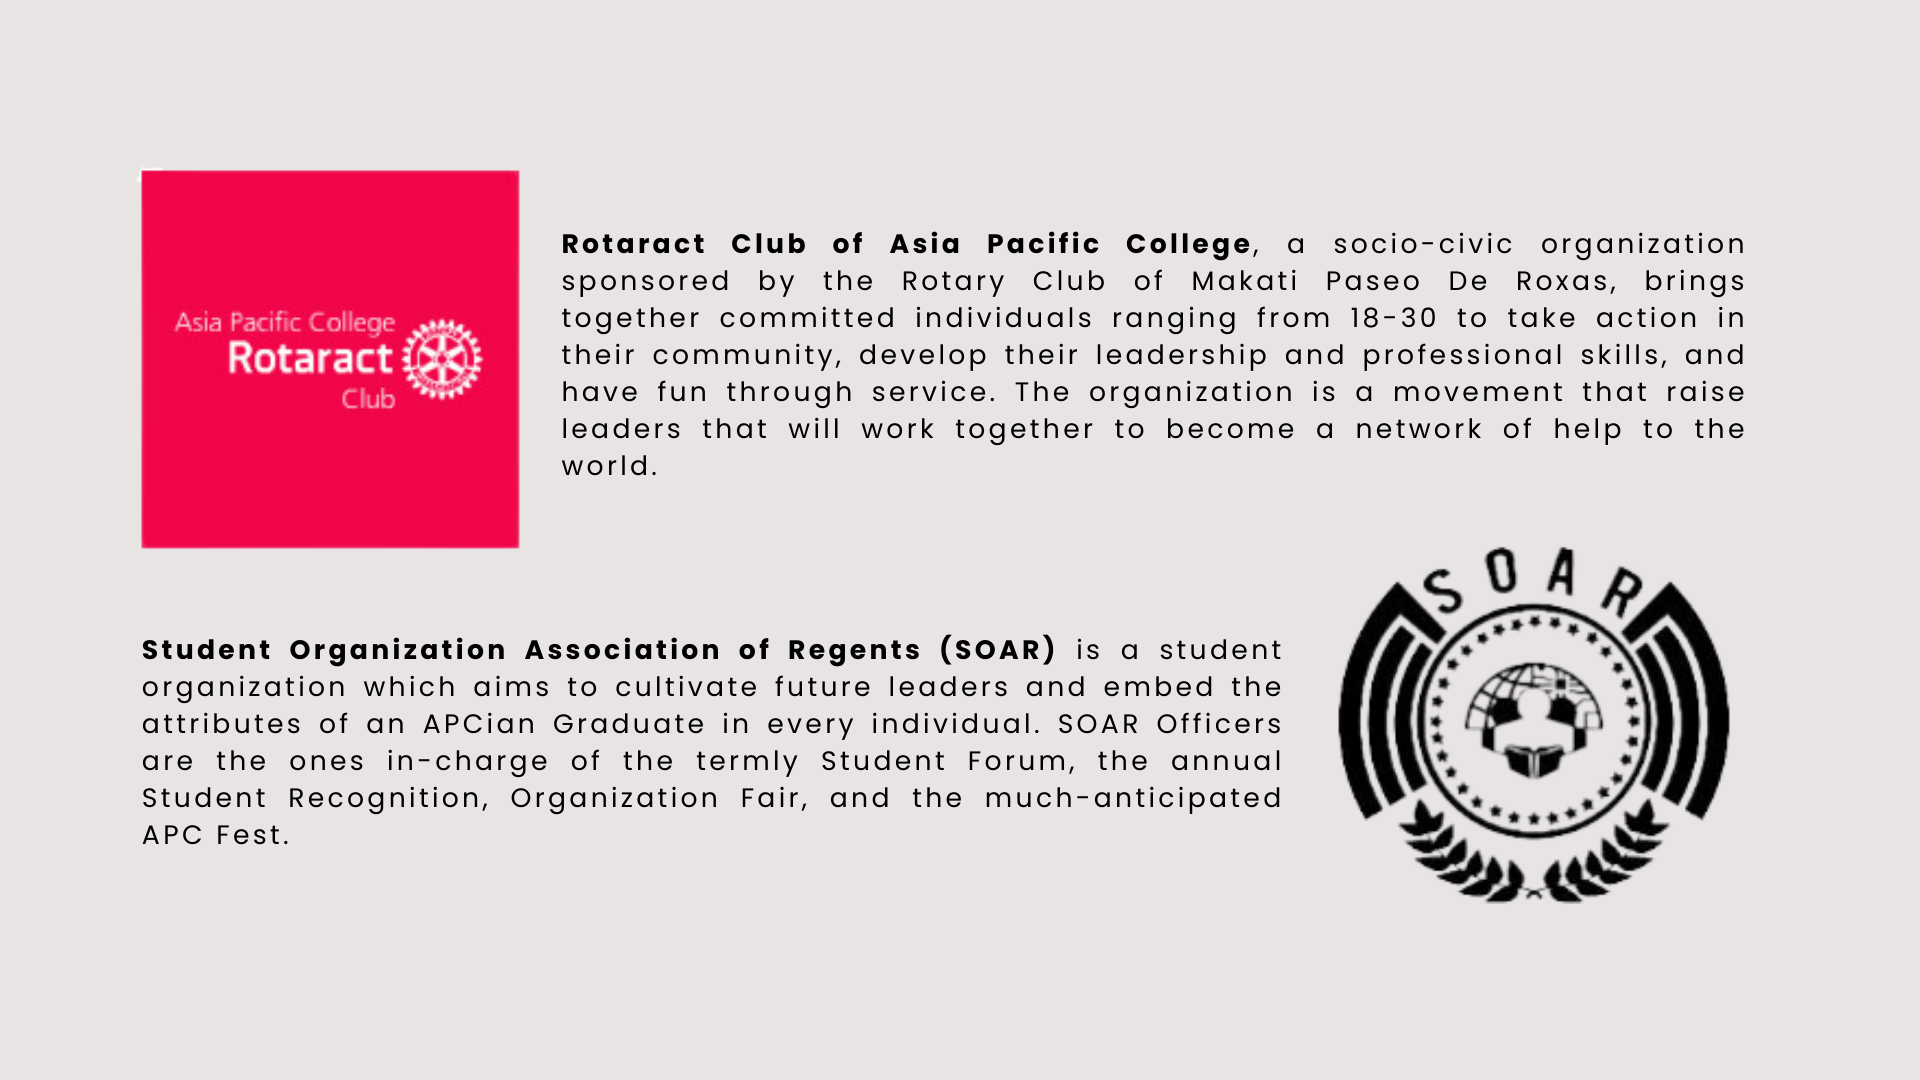 Asia Pacific College
Rotaract
Club
Rotaract Club of Asia Pacific College, a socio-civic organization
sponsored by the Rotary Club of Makati Paseo De Roxas, brings
together committed individuals ranging from 18-30 to take action in
their community, develop their leadership and professional skills, and
have fun through service. The organization is a movement that raise
leaders that will work together to become a network of help to the
world.
SOAR
Student Organization Association of Regents (SOAR) is a student
organization which aims to cultivate future leaders and embed the
attributes of an APCian Graduate in every individual. SOAR Officers
are the ones in-charge of the termly Student Forum, the annual
Student Recognition, Organization Fair, and the much-anticipated
APC Fest.